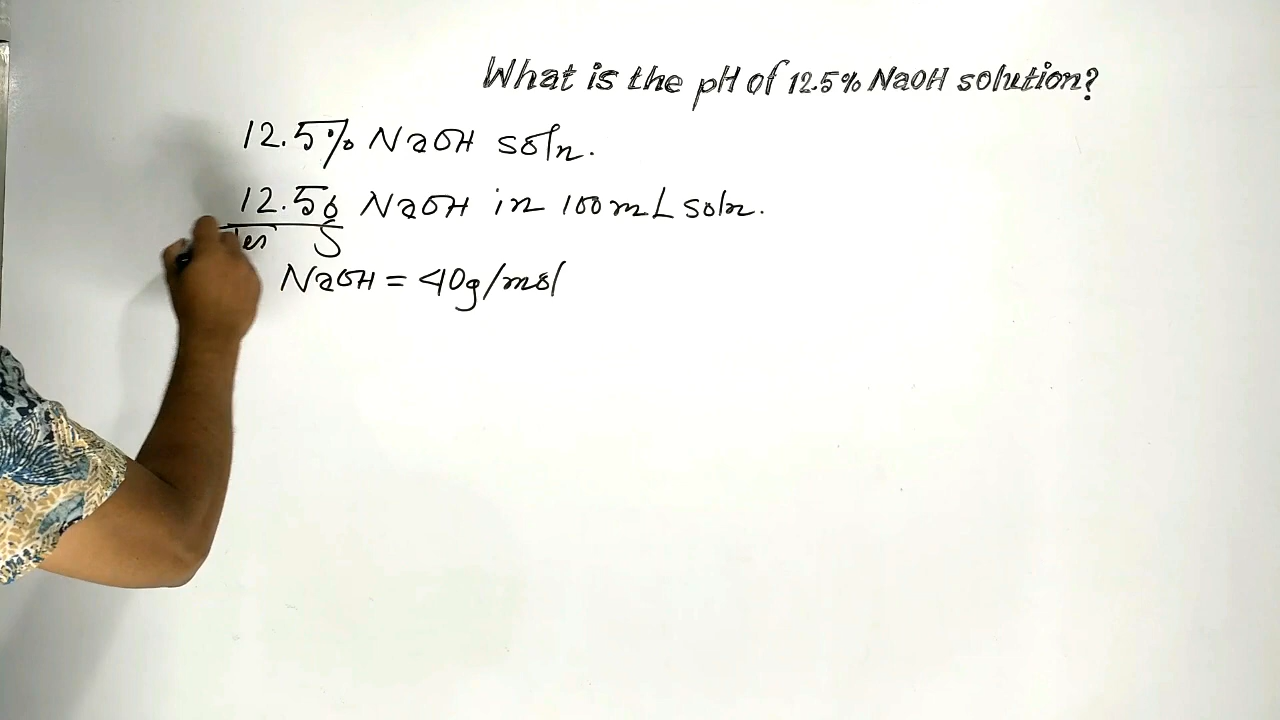 What is the pH of 12.5% NaOH solution?
12.5% NaOH soln.
12.5g NaOH in 100mL soln.
NaOH = 40g/mol